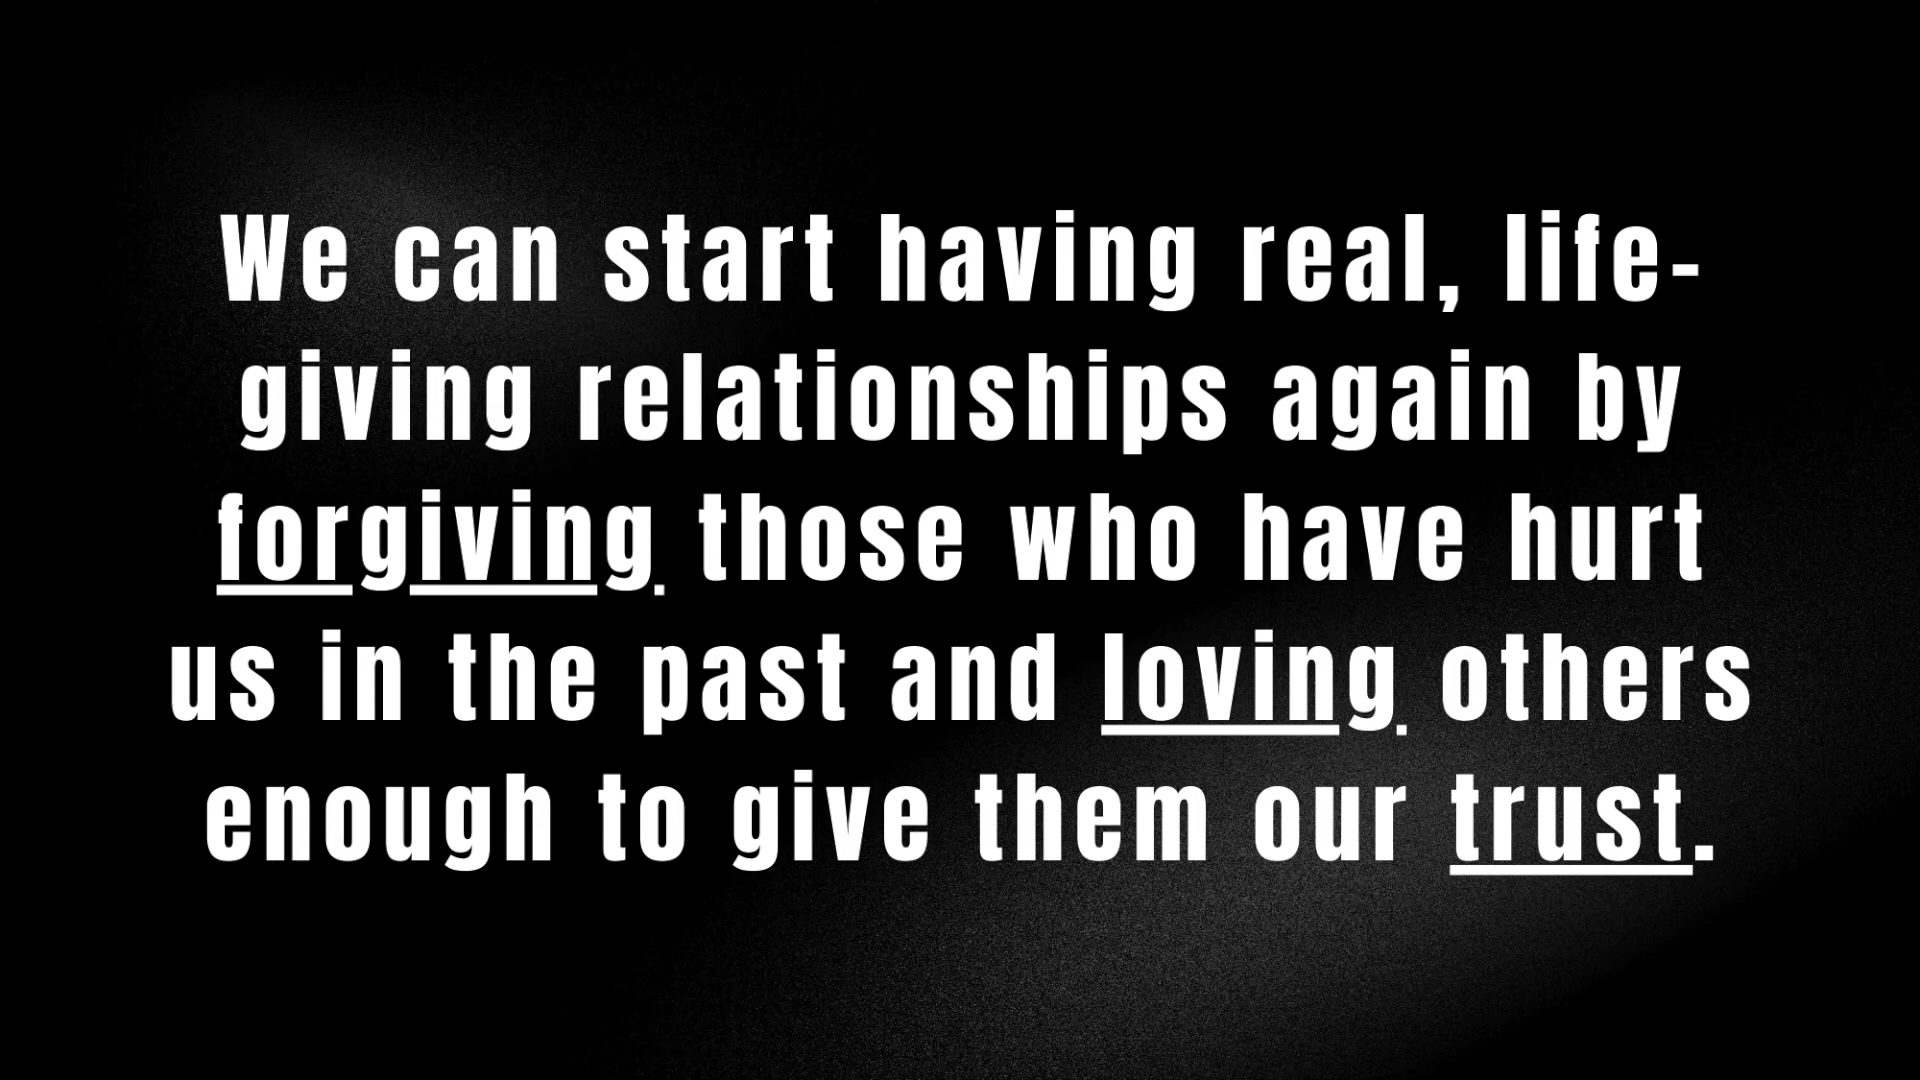 We can start having real, life-
giving relationships again by
forgiving those who have hurt
us in the past and loving others
enough to give them our trust.